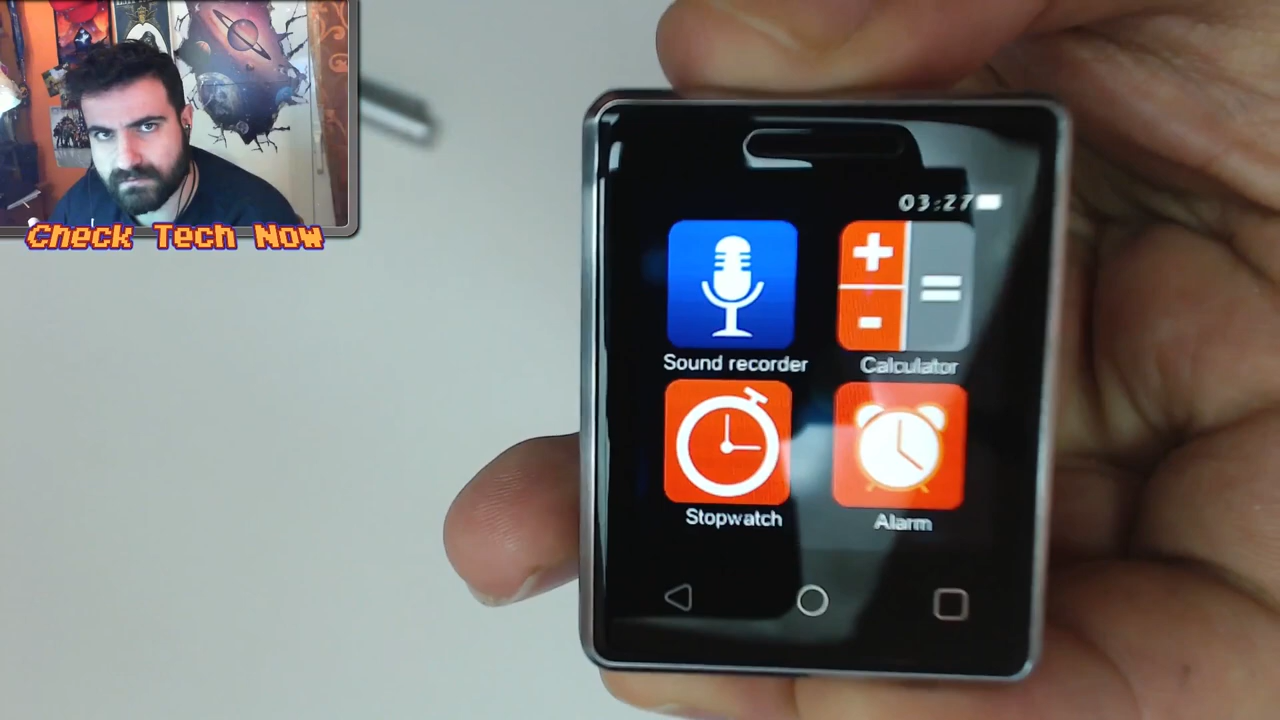 Check Tech Now
03:27
Sound recorder
Calculator
Stopwatch
Alarm